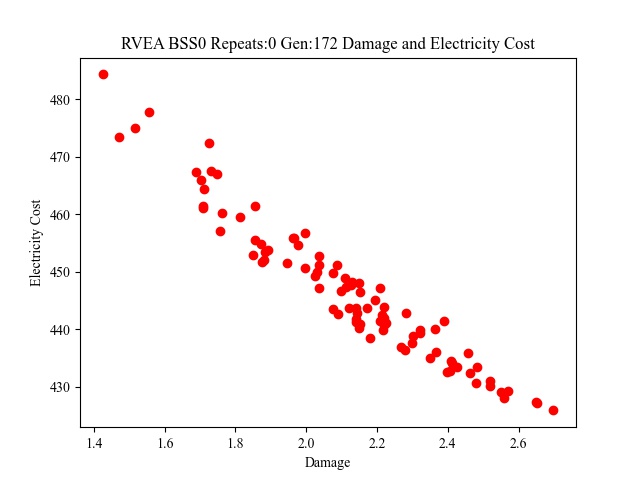 RVEA BSS0 Repeats:0 Gen:172 Damage and Electricity Cost
Electricity Cost
480
470
460
450
440
430
1.4 1.6 1.8 2.0 2.2 2.4 2.6
Damage